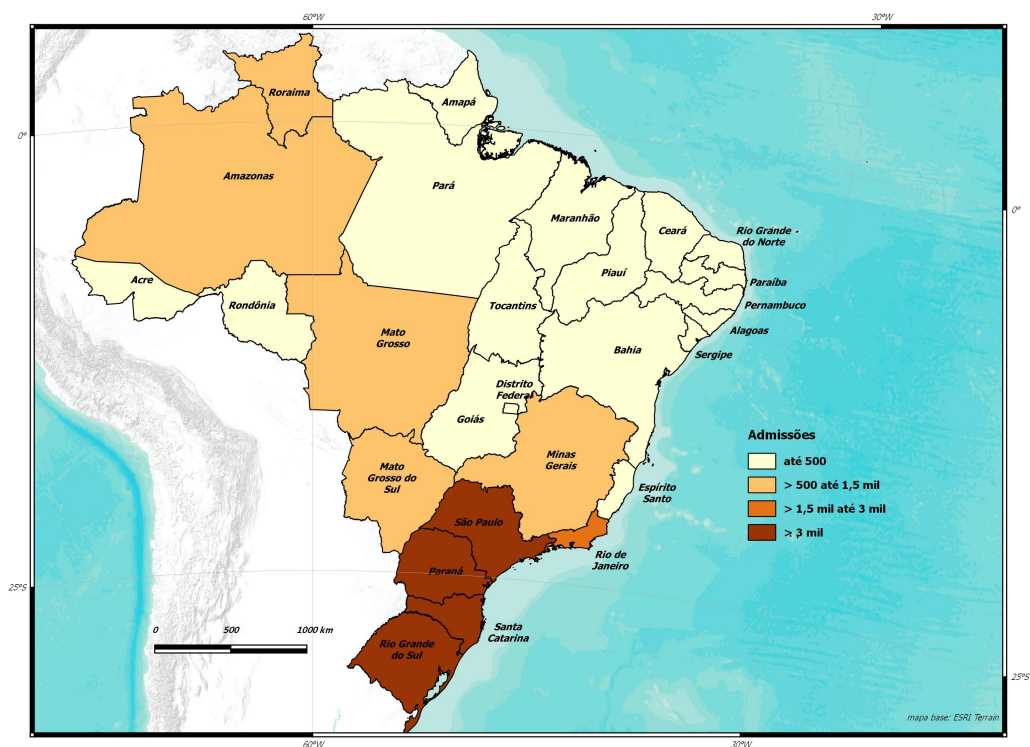 60°W
30°W
Roraima
Amapá
0°
Amazonas
Pará
0°
Maranhão
Ceará
Rio Grande
do Norte
Acre
Piauí
Paraíba
Rondônia
Tocantins
Pernambuco
Mato
Grosso
Alagoas
Bahia
Sergipe
Distrito
Federal
Goiás
Admissões
até 500
> 500 até 1,5 mil
> 1,5 mil até 3 mil
> 3 mil
Minas
Gerais
Mato
Grosso do
Sul
Espírito
Santo
São Paulo
Rio de
Janeiro
Paraná
25°S
Santa
Catarina
0 500 1000 km
Rio Grande
do Sul
25°S
mapa base: ESRI Terrain
60°W
30°W